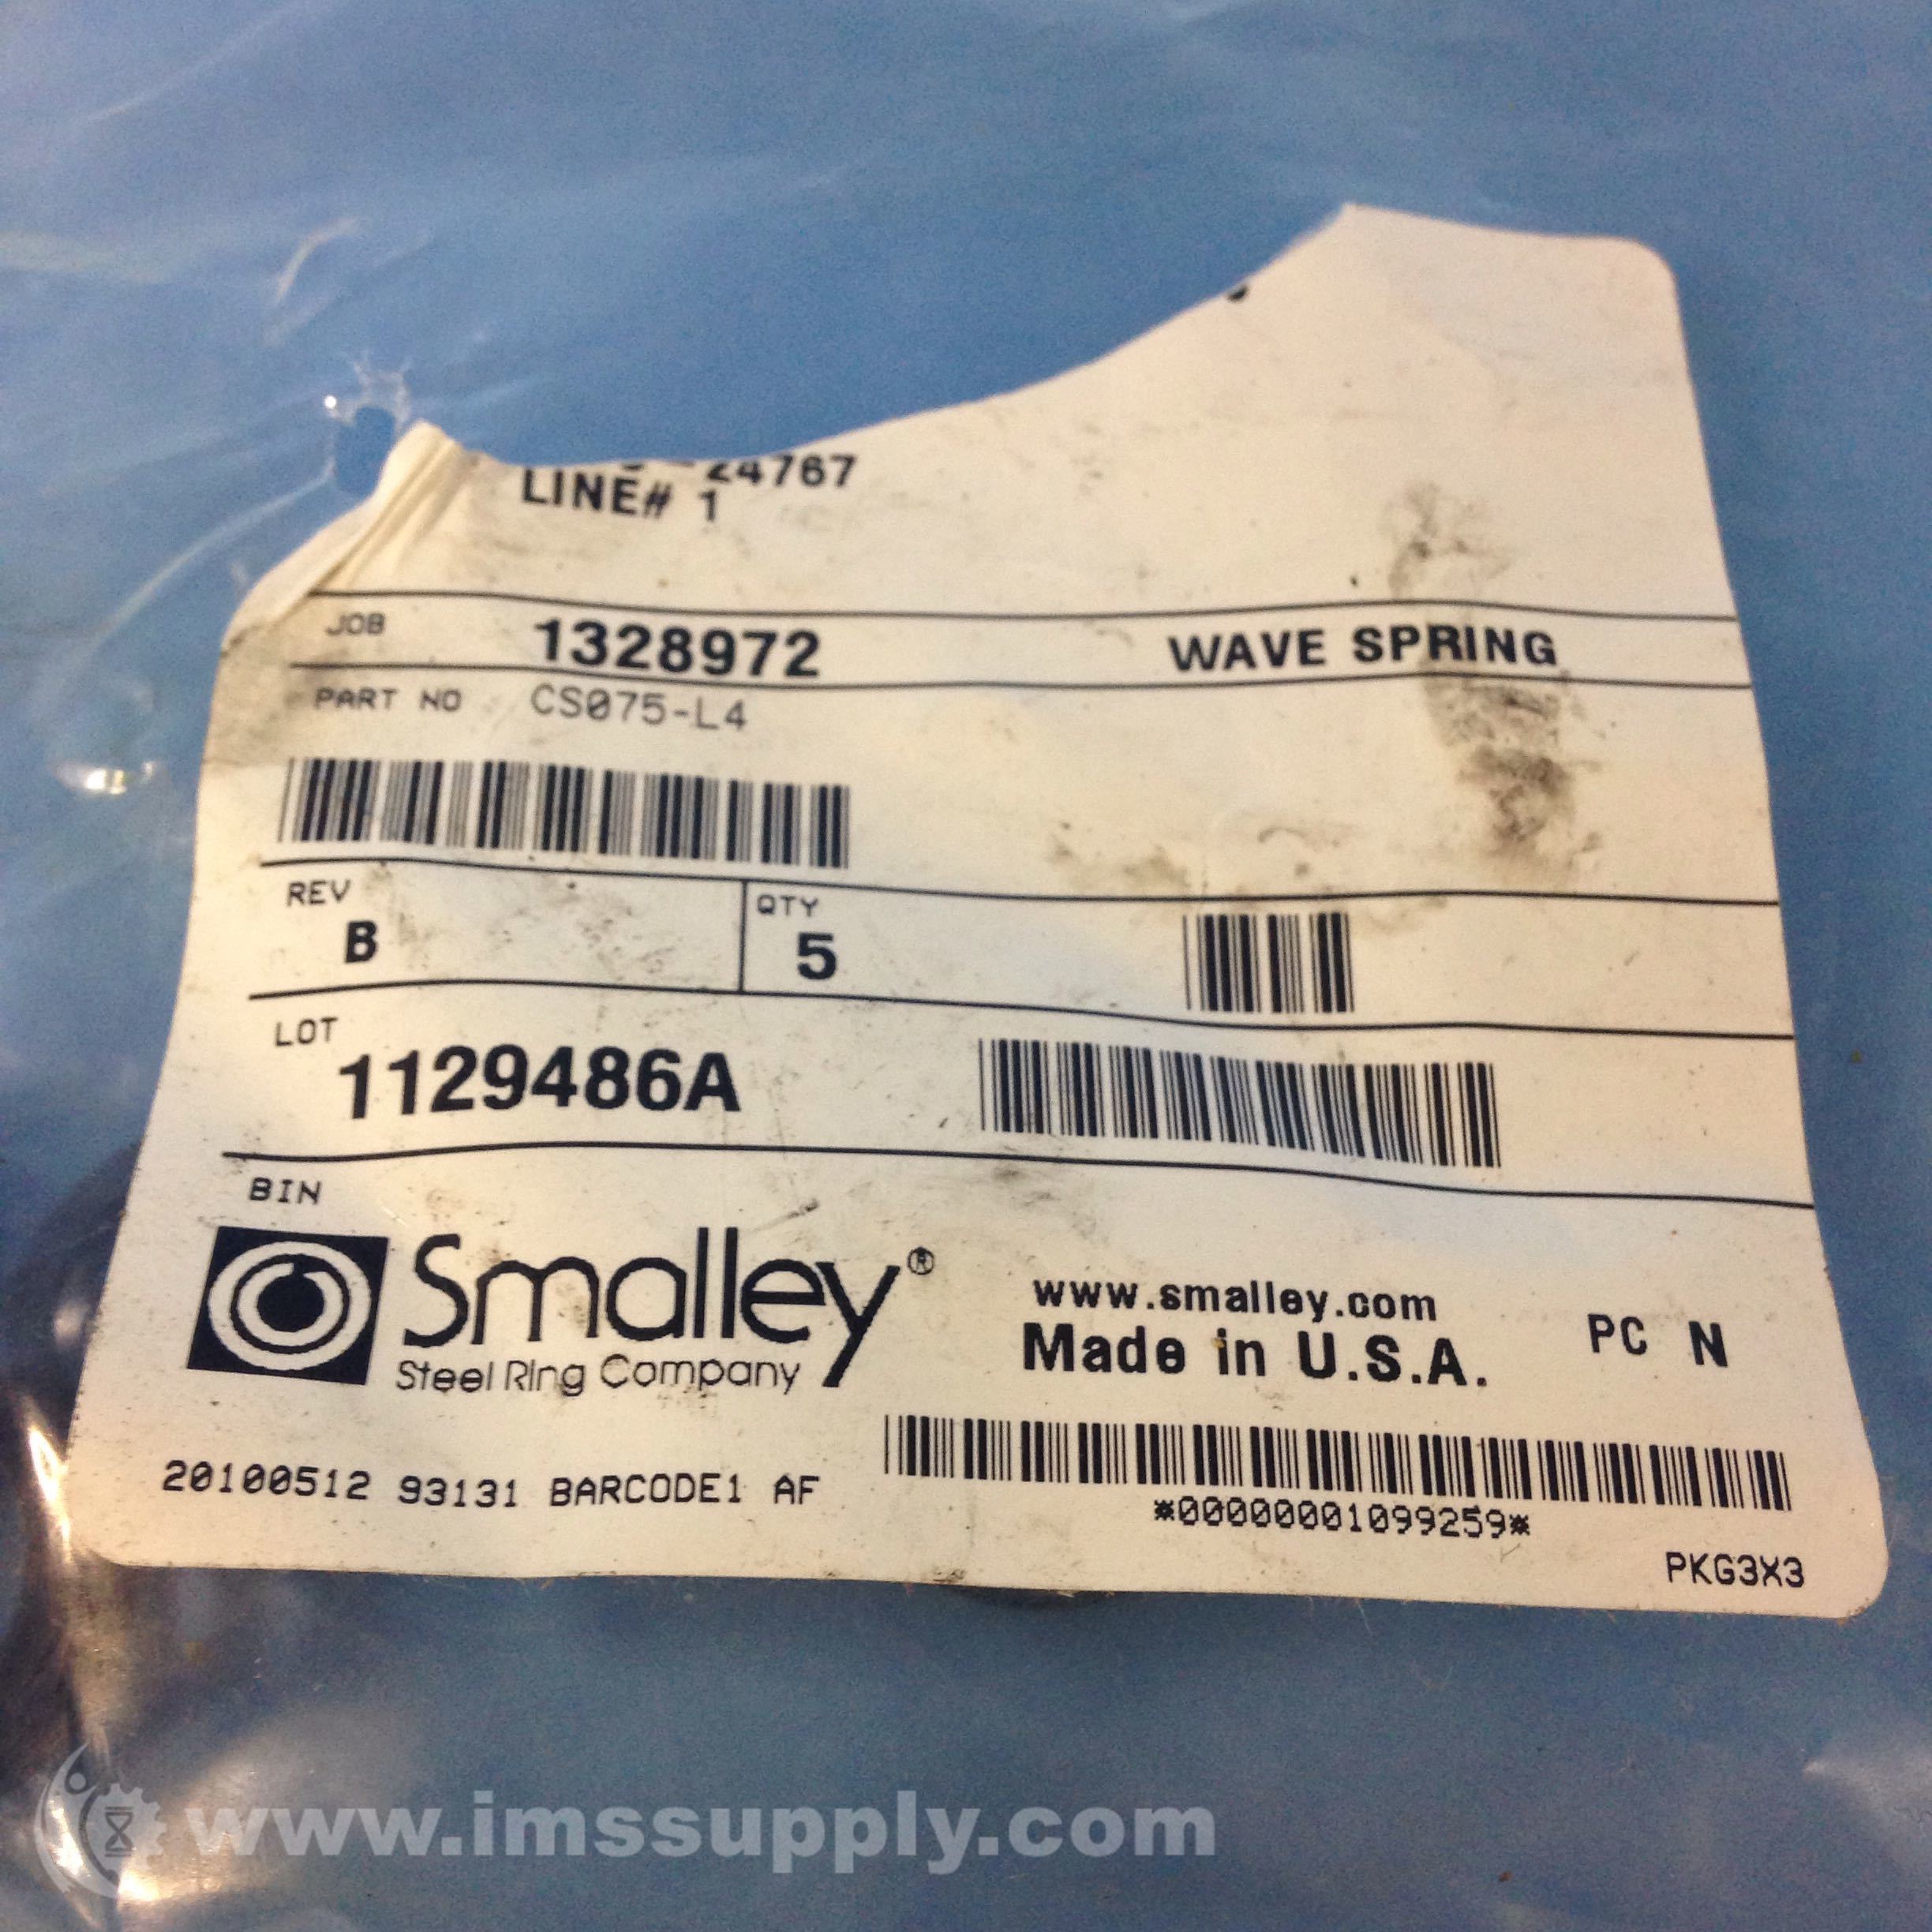 24767
LINE# 1
JOB 1328972 WAVE SPRING
PART NO CS075-L4
REV B QTY 5
LOT 1129486A
BIN
Smalley®
Steel Ring Company
www.smalley.com
Made in U.S.A.
PC N
20100512 93131 BARCODE1 AF
*00000001099259*
PKG3X3
www.imssupply.com